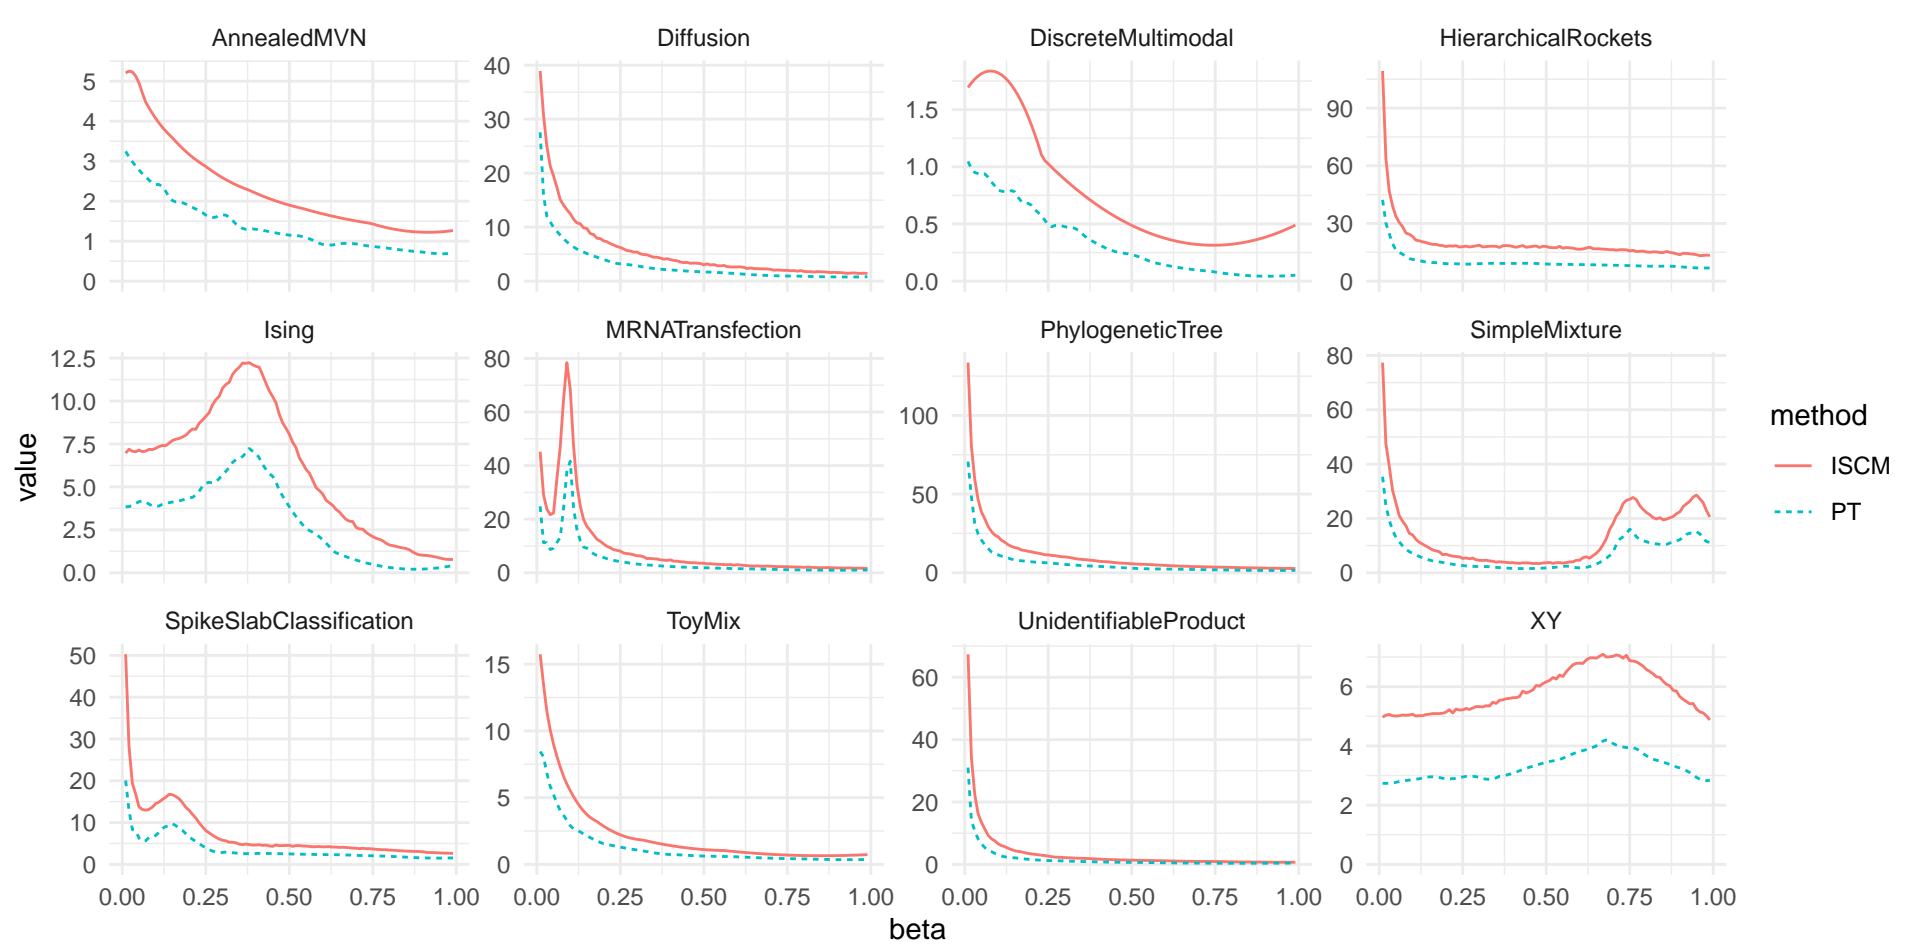 AnnealedMVN Diffusion DiscreteMultimodal HierarchicalRockets
5 4 3 2 1 0
40 30 20 10 0
1.5 1.0 0.5 0.0
90 60 30 0
Ising MRNATransfection PhylogeneticTree SimpleMixture
12.5 10.0 7.5 5.0 2.5 0.0
80 60 40 20 0
100 50 0
80 60 40 20 0
SpikeSlabClassification ToyMix UnidentifiableProduct XY
50 40 30 20 10 0
15 10 5 0
60 40 20 0
6 4 2 0
0.00 0.25 0.50 0.75 1.00 0.00 0.25 0.50 0.75 1.00 0.00 0.25 0.50 0.75 1.00 0.00 0.25 0.50 0.75 1.00
beta
value
method
ISCM
PT